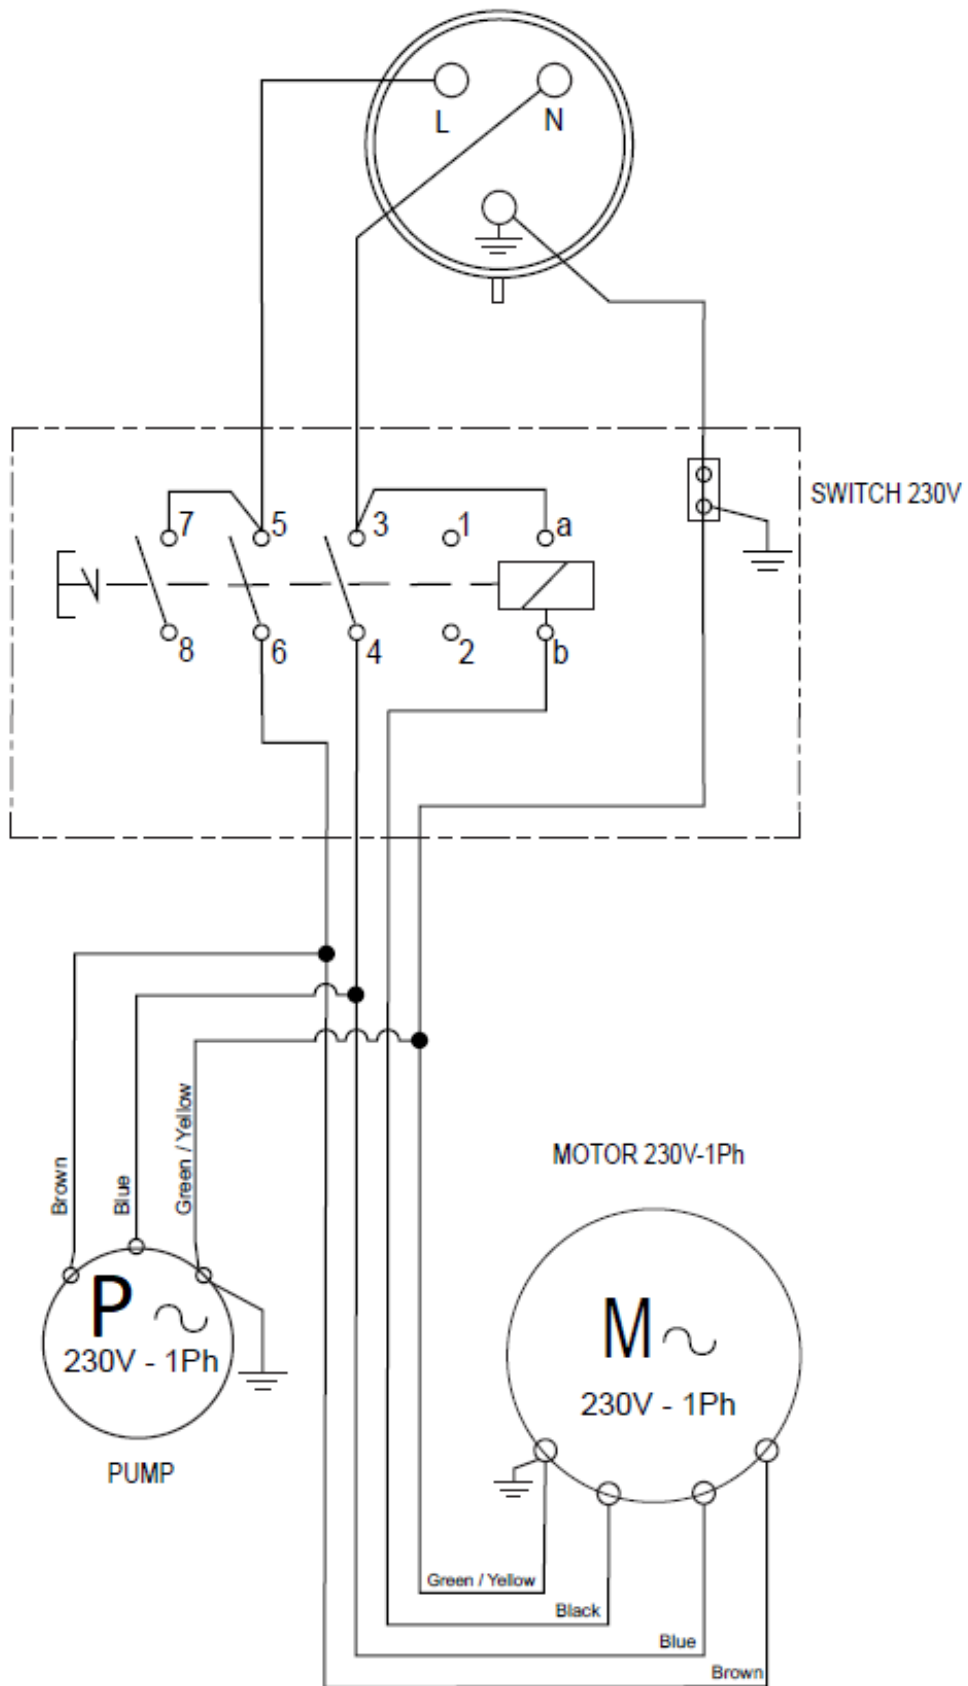 L N
SWITCH 230V
7 5 3 1 a
8 6 4 2 b
Brown
Blue
Green / Yellow
MOTOR 230V-1Ph
P
230V - 1Ph
PUMP
M
230V - 1Ph
Green / Yellow
Black
Blue
Brown